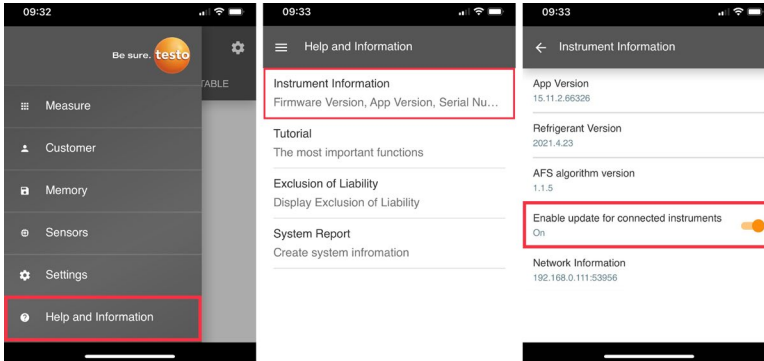 09:32
Be sure. testo
TABLE
Measure
Customer
Memory
Sensors
Settings
Help and Information
09:33
Help and Information
Instrument Information
Firmware Version, App Version, Serial Nu...
Tutorial
The most important functions
Exclusion of Liability
Display Exclusion of Liability
System Report
Create system infromation
09:33
Instrument Information
App Version
15.11.2.66326
Refrigerant Version
2021.4.23
AFS algorithm version
1.1.5
Enable update for connected instruments
On
Network Information
192.168.0.111:53956